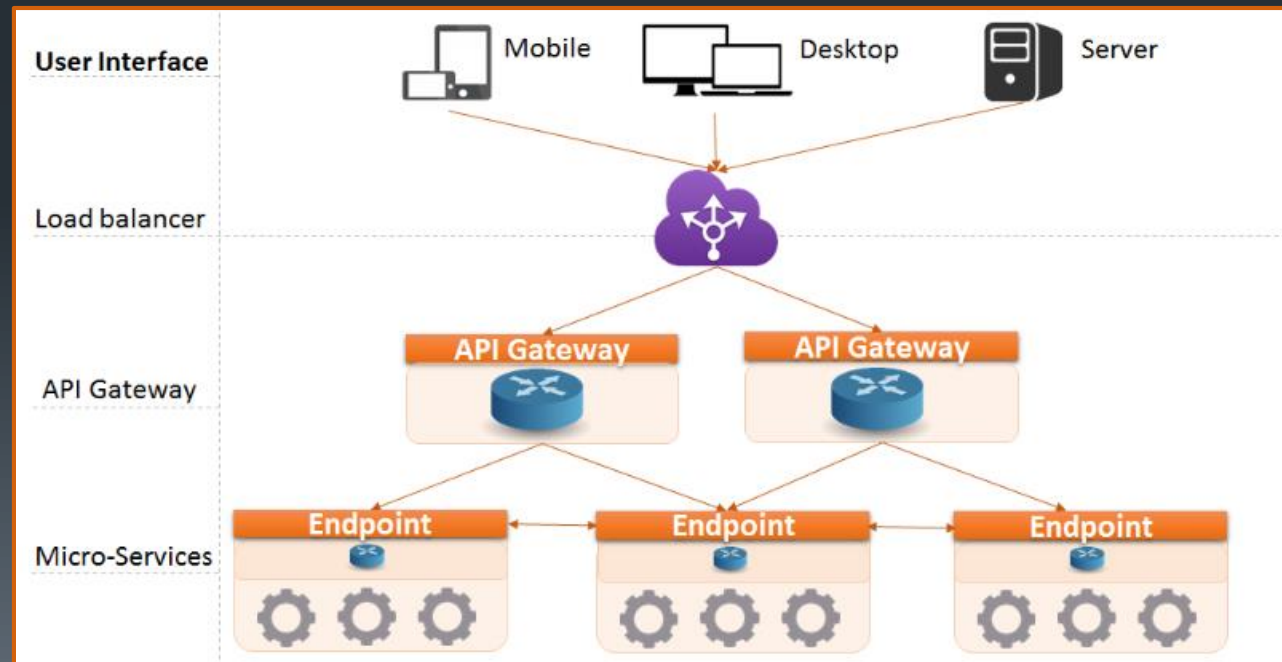 User Interface
Mobile
Desktop
Server
Load balancer
API Gateway
API Gateway
API Gateway
Micro-Services
Endpoint
Endpoint
Endpoint